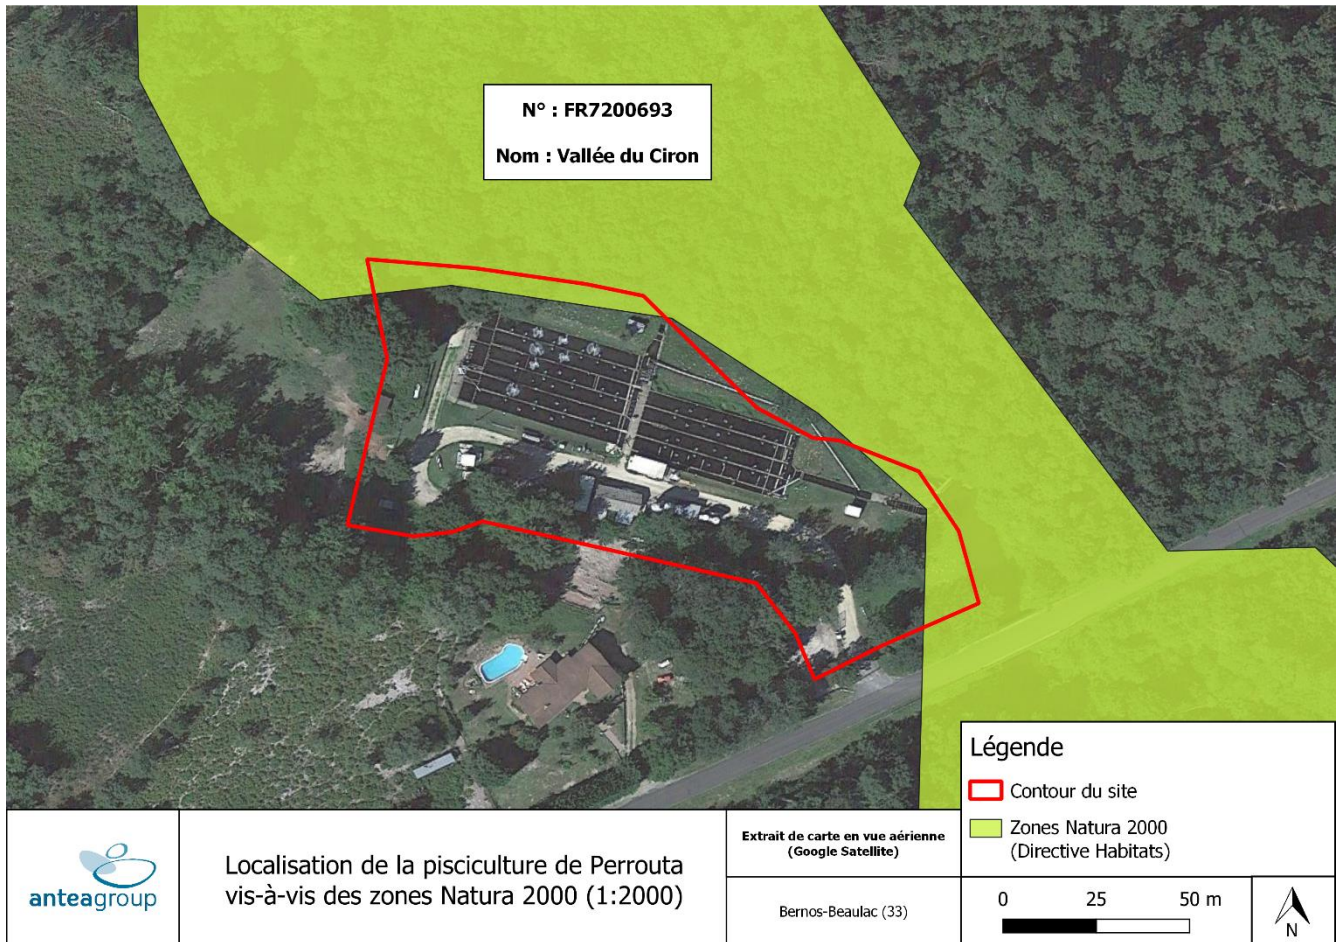 N° : FR7200693
Nom : Vallée du Ciron
Légende
Contour du site
Zones Natura 2000
(Directive Habitats)
anteagroup
Localisation de la pisciculture de Perrouta
vis-à-vis des zones Natura 2000 (1:2000)
Extrait de carte en vue aérienne
(Google Satellite)
Bernos-Beaulac (33)
0 25 50 m
N